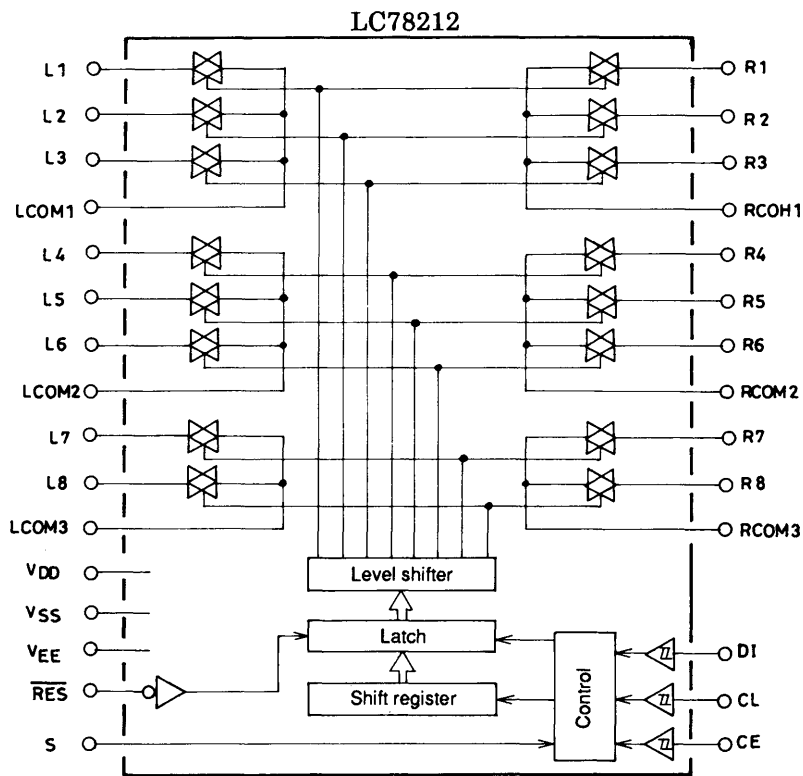 LC78212
L1
R1
L2
R2
L3
R3
LCOM1
RCOH1
L4
R4
L5
R5
L6
R6
LCOM2
RCOM2
L7
R7
L8
R8
LCOM3
RCOM3
VDD
Level shifter
VSS
Latch
VEE
DI
RES
Shift register
Control
CL
S
CE